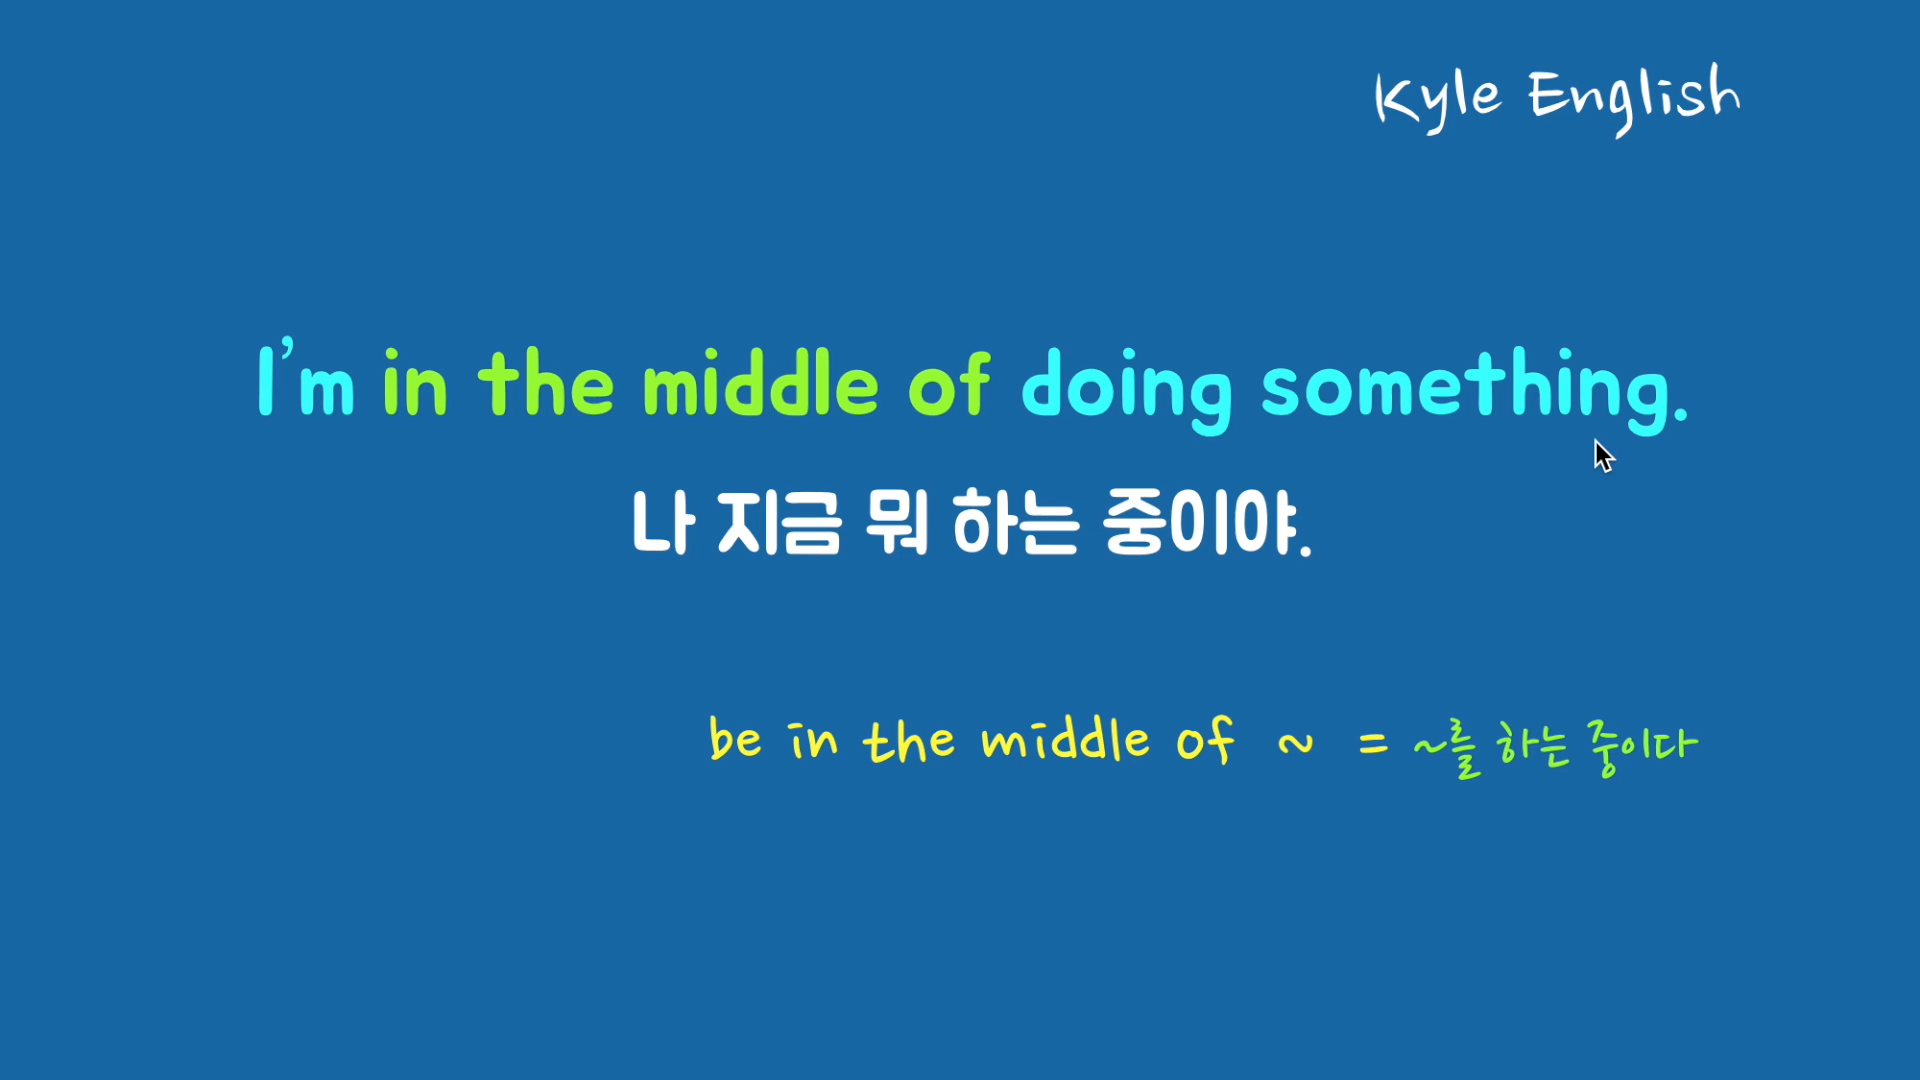 Kyle English
I'm in the middle of doing something.
나 지금 뭐 하는 중이야.
be in the middle of ~ = ~를 하는 중이다